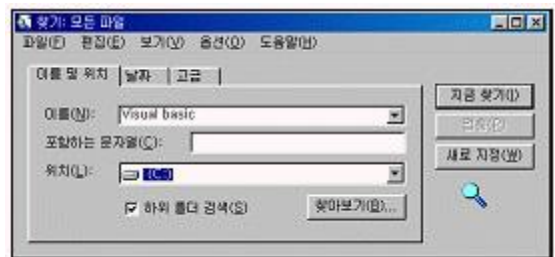 찾기: 모든 파일
파일(F) 편집(E) 보기(V) 옵션(O) 도움말(H)
이름 및 위치 날짜 고급
이름(N): Visual basic
포함하는 문자열(C):
위치(L): (C:)
하위 폴더 검색(S) 찾아보기(B)...
지금 찾기(I)
새로 지정(W)